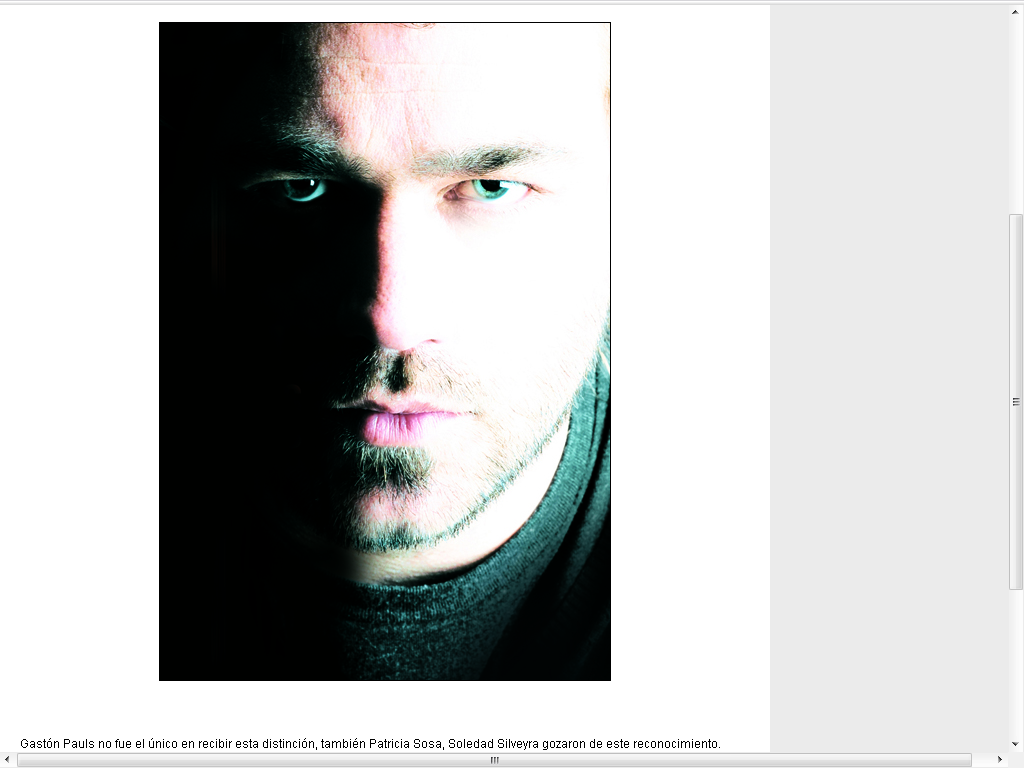 Gastón Pauls no fue el único en recibir esta distinción, también Patricia Sosa, Soledad Silveyra gozaron de este reconocimiento.